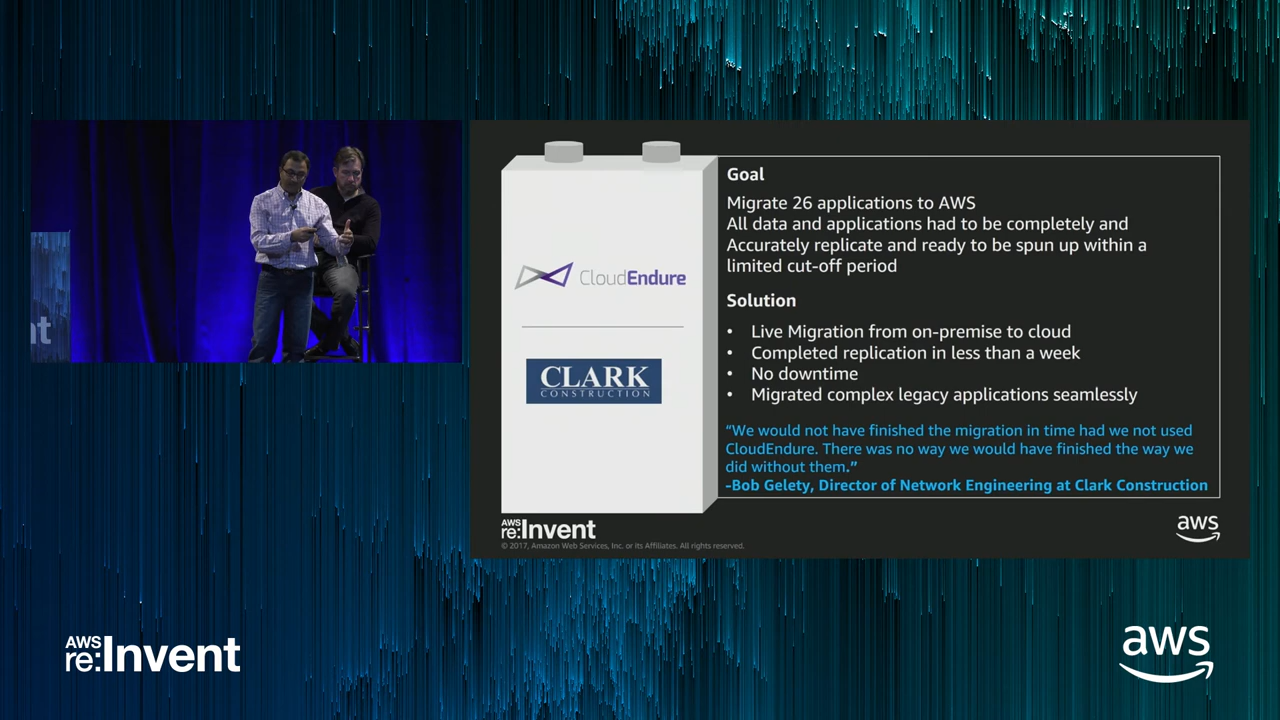 nt
CloudEndure
CLARK
CONSTRUCTION
Goal
Migrate 26 applications to AWS
All data and applications had to be completely and
Accurately replicate and ready to be spun up within a
limited cut-off period
Solution
• Live Migration from on-premise to cloud
• Completed replication in less than a week
• No downtime
• Migrated complex legacy applications seamlessly
"We would not have finished the migration in time had we not used
CloudEndure. There was no way we would have finished the way we
did without them."
-Bob Gelety, Director of Network Engineering at Clark Construction
AWS
re:Invent
© 2017, Amazon Web Services, Inc. or its Affiliates. All rights reserved.
aws
AWS
re:Invent
aws